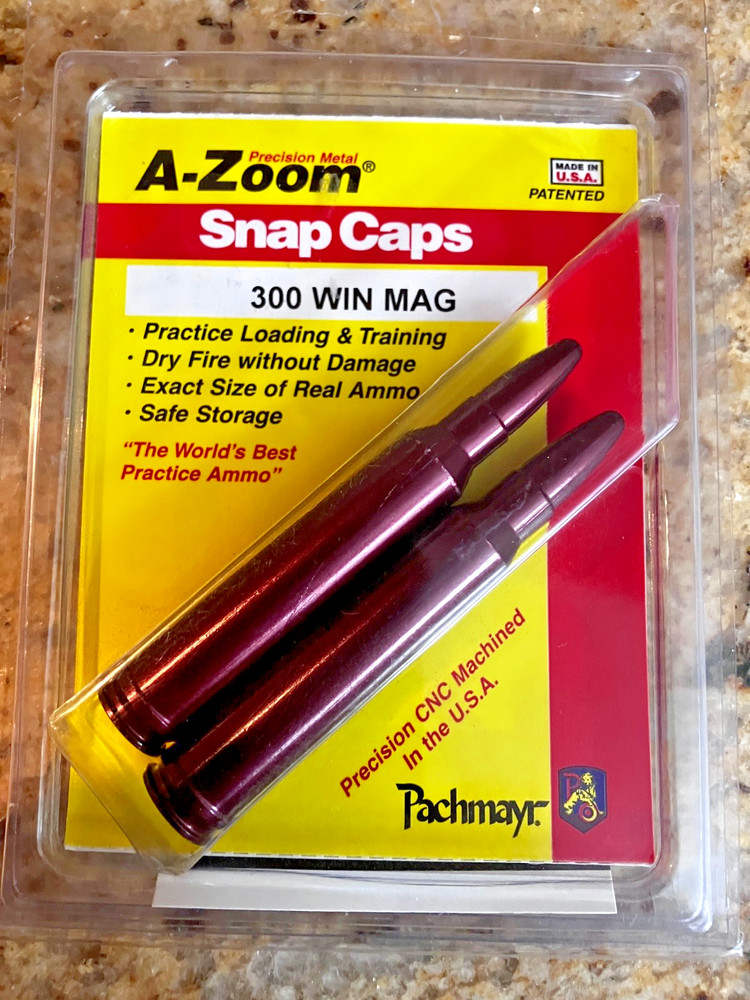 Precision Metal
A-Zoom®
MADE IN
U.S.A.
PATENTED
Snap Caps
300 WIN MAG
· Practice Loading & Training
· Dry Fire without Damage
· Exact Size of Real Ammo
· Safe Storage
“The World's Best
Practice Ammo”
Precision CNC Machined
In the U.S.A.
Pachmayr
P